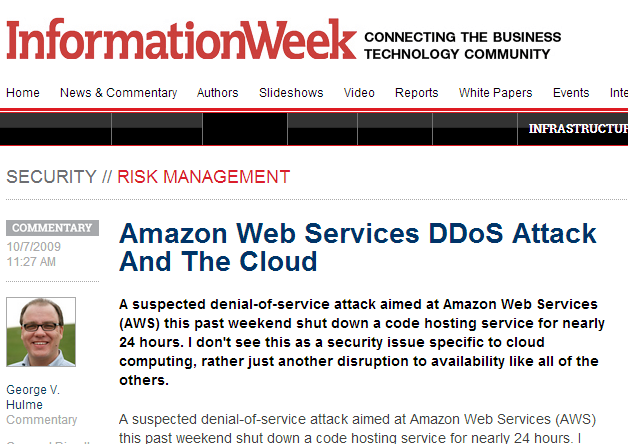 InformationWeek CONNECTING THE BUSINESS
TECHNOLOGY COMMUNITY
Home News & Commentary Authors Slideshows Video Reports White Papers Events Inte
INFRASTRUCTUR
SECURITY // RISK MANAGEMENT
COMMENTARY
10/7/2009
11:27 AM
George V.
Hulme
Commentary
Amazon Web Services DDoS Attack
And The Cloud
A suspected denial-of-service attack aimed at Amazon Web Services
(AWS) this past weekend shut down a code hosting service for nearly
24 hours. I don't see this as a security issue specific to cloud
computing, rather just another disruption to availability like all of the
others.
A suspected denial-of-service attack aimed at Amazon Web Services (AWS)
this past weekend shut down a code hosting service for nearly 24 hours. I